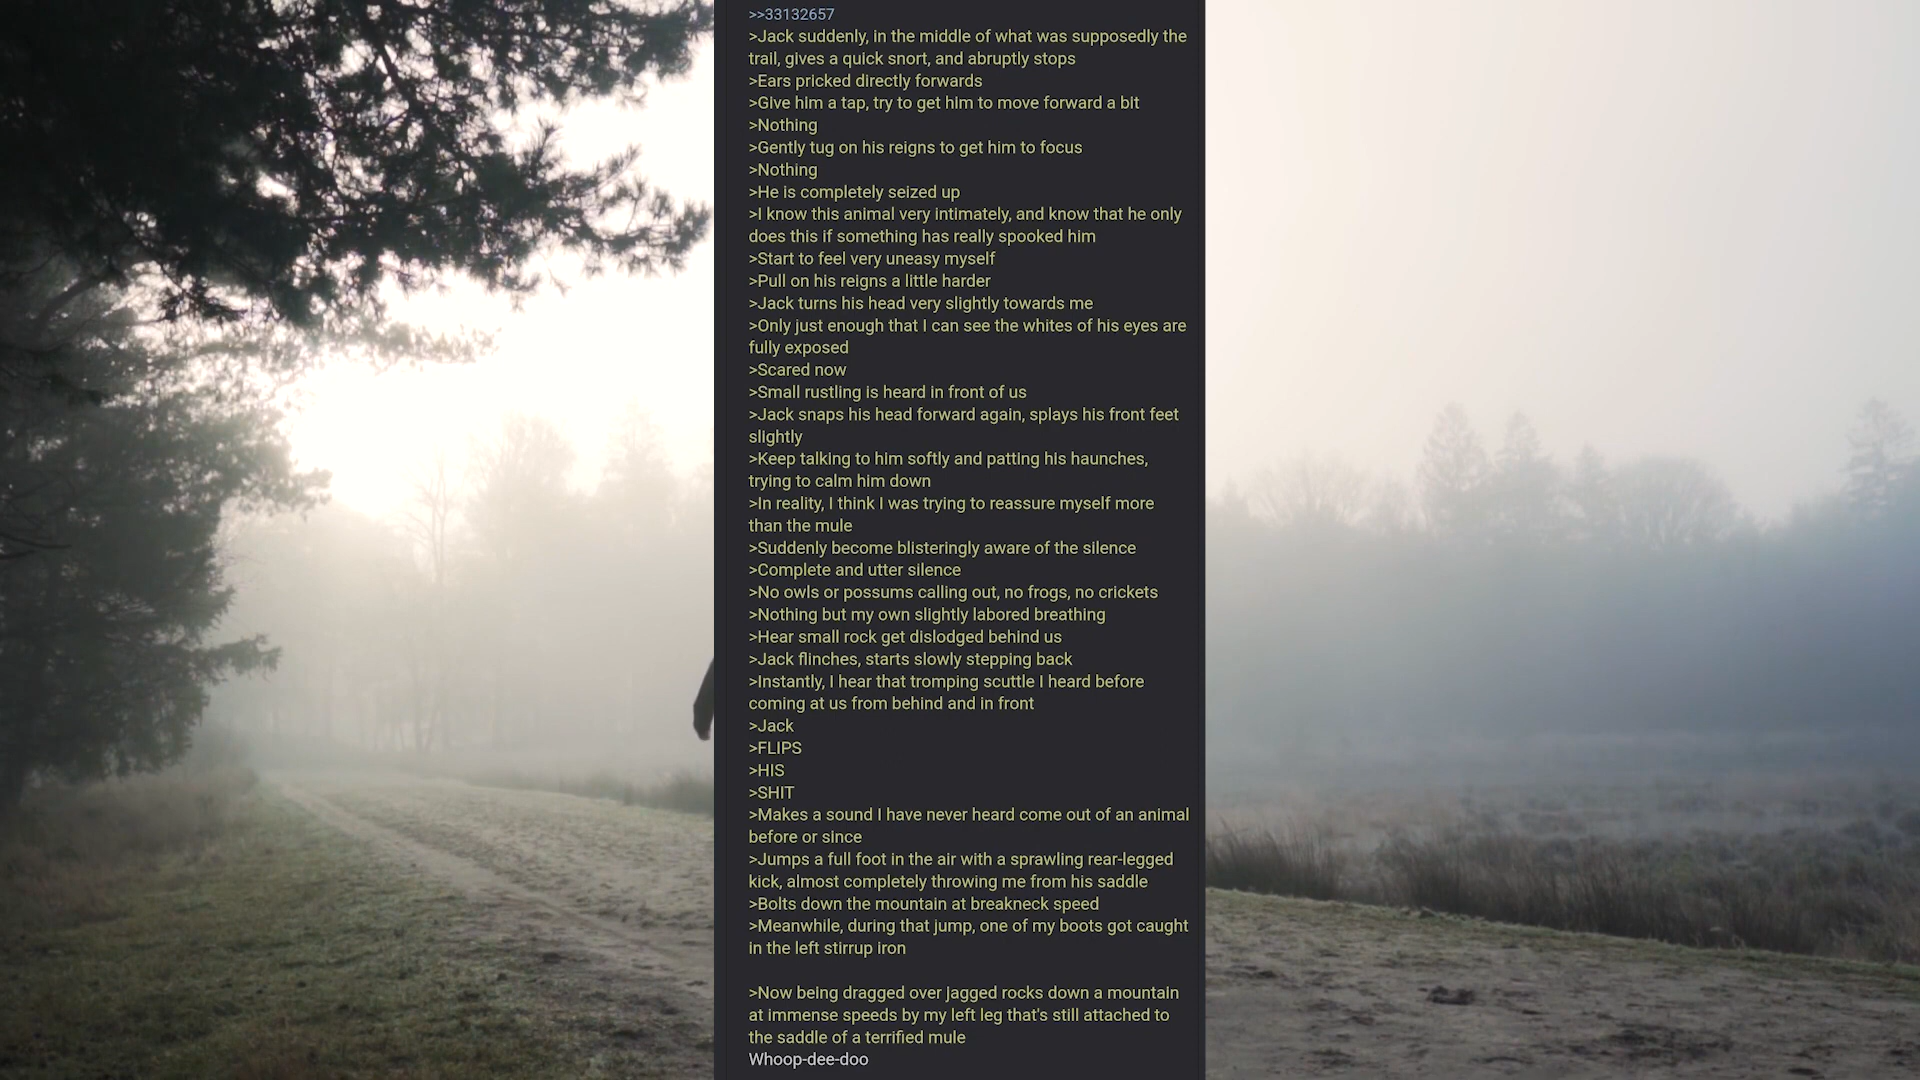 >>33132657
>Jack suddenly, in the middle of what was supposedly the
trail, gives a quick snort, and abruptly stops
>Ears pricked directly forwards
>Give him a tap, try to get him to move forward a bit
>Nothing
>Gently tug on his reigns to get him to focus
>Nothing
>He is completely seized up
>I know this animal very intimately, and know that he only
does this if something has really spooked him
>Start to feel very uneasy myself
>Pull on his reigns a little harder
>Jack turns his head very slightly towards me
>Only just enough that I can see the whites of his eyes are
fully exposed
>Scared now
>Small rustling is heard in front of us
>Jack snaps his head forward again, splays his front feet
slightly
>Keep talking to him softly and patting his haunches,
trying to calm him down
>In reality, I think I was trying to reassure myself more
than the mule
>Suddenly become blisteringly aware of the silence
>Complete and utter silence
>No owls or possums calling out, no frogs, no crickets
>Nothing but my own slightly labored breathing
>Hear small rock get dislodged behind us
>Jack flinches, starts slowly stepping back
>Instantly, I hear that tromping scuttle I heard before
coming at us from behind and in front
>Jack
>FLIPS
>HIS
>SHIT
>Makes a sound I have never heard come out of an animal
before or since
>Jumps a full foot in the air with a sprawling rear-legged
kick, almost completely throwing me from his saddle
>Bolts down the mountain at breakneck speed
>Meanwhile, during that jump, one of my boots got caught
in the left stirrup iron
>Now being dragged over jagged rocks down a mountain
at immense speeds by my left leg that's still attached to
the saddle of a terrified mule
Whoop-dee-doo